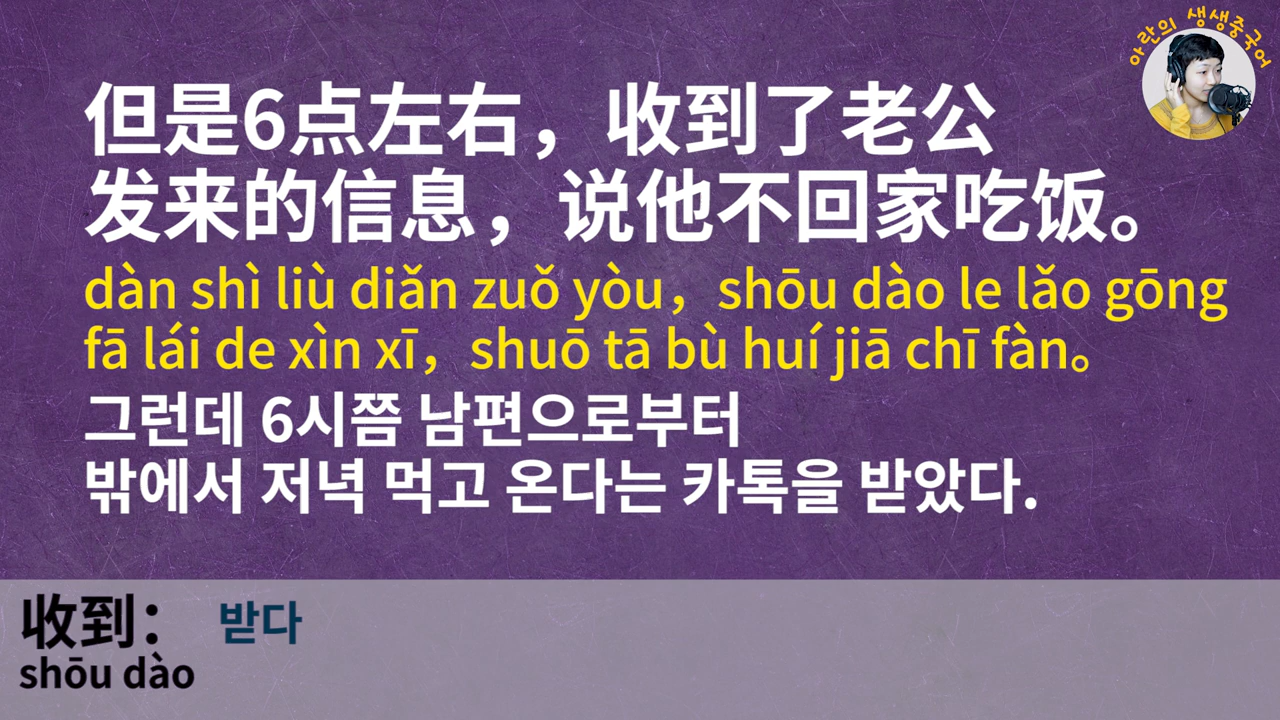 아란의 생생중국어
但是6点左右，收到了老公
发来的信息，说他不回家吃饭。
dàn shì liù diǎn zuǒ yòu，shōu dào le lǎo gōng
fā lái de xìn xī，shuō tā bù huí jiā chī fàn。
그런데 6시쯤 남편으로부터
밖에서 저녁 먹고 온다는 카톡을 받았다.
收到： 받다
shōu dào